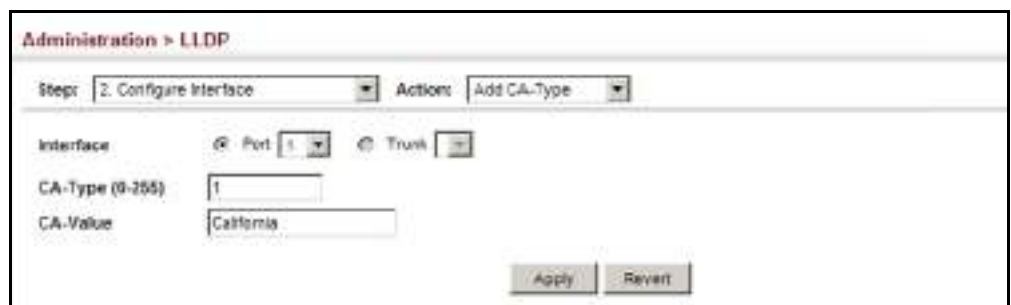 Administration > LLDP
Step: 2. Configure Interface Action: Add CA-Type
Interface Port 1 Trunk
CA-Type (0-255) 1
CA-Value California
Apply Revert